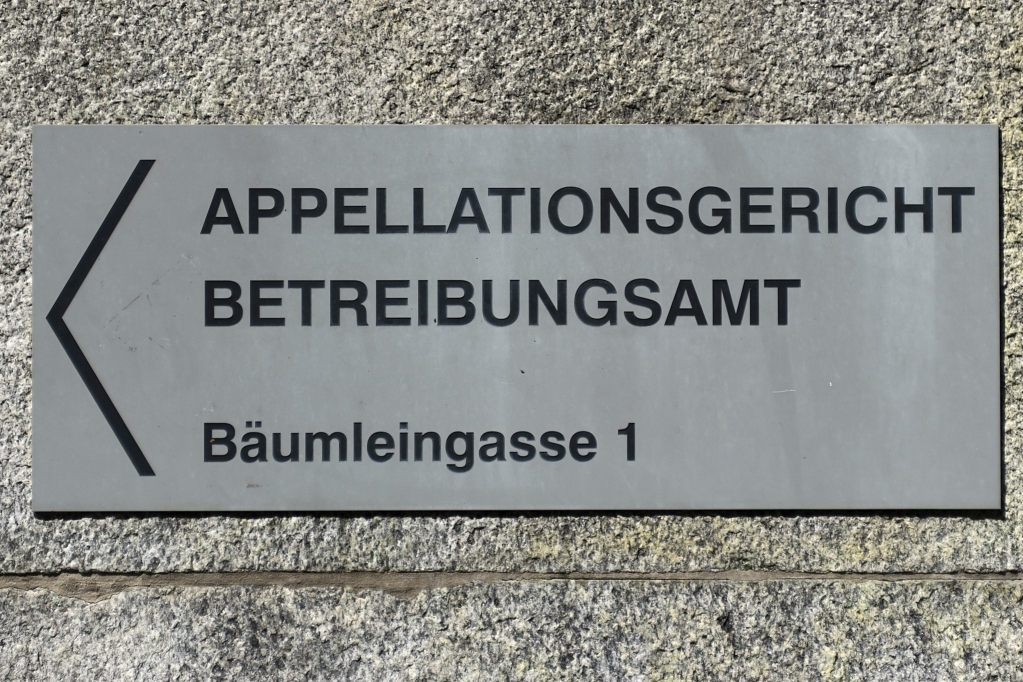 APPELLATIONSGERICHT
BETREIBUNGSAMT
Bäumleingasse 1